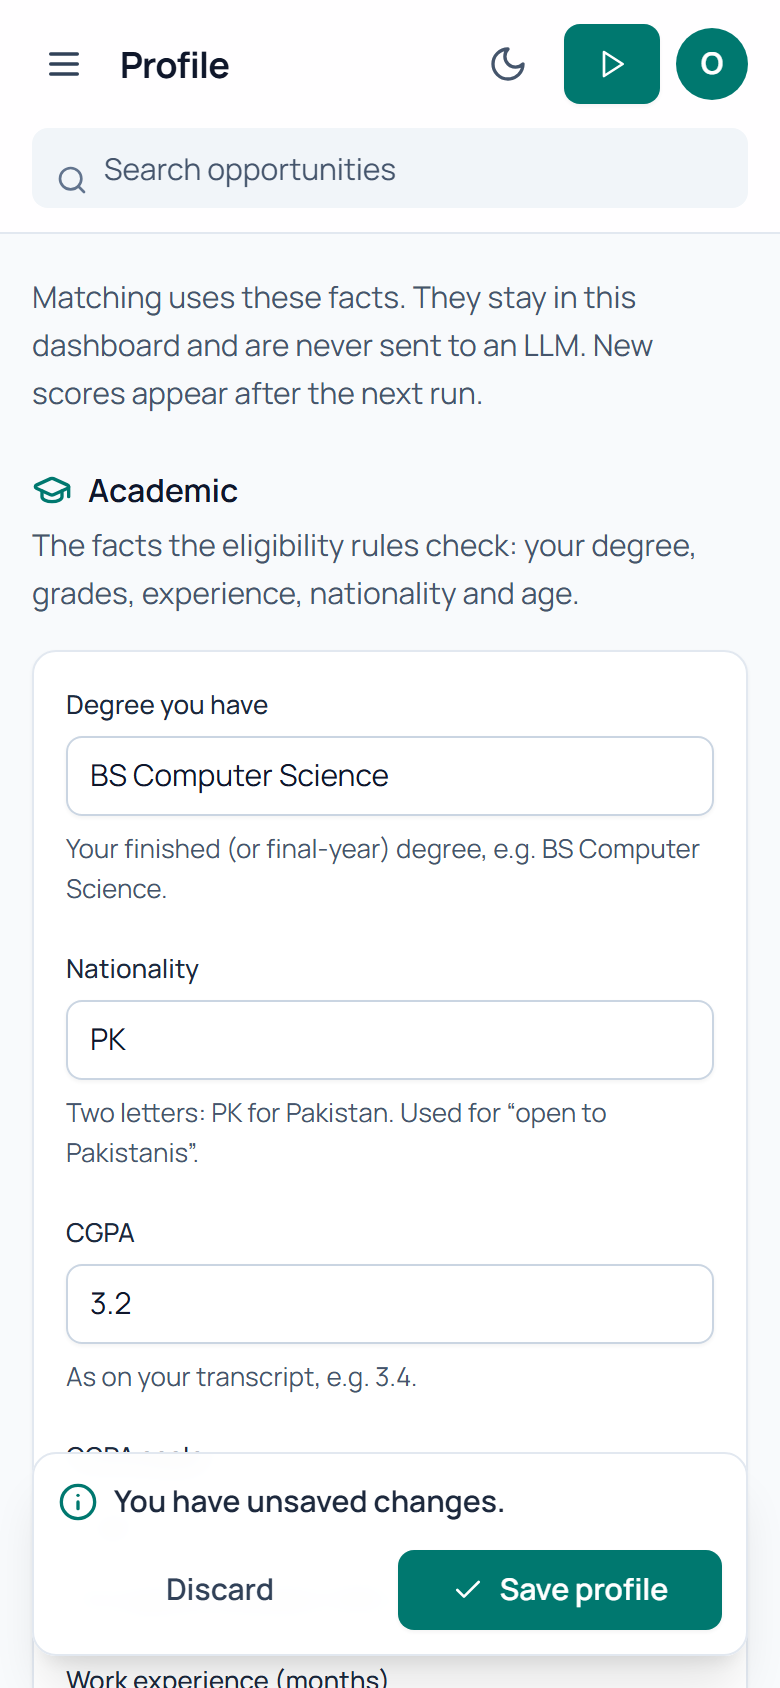 Profile
O
Search opportunities
Matching uses these facts. They stay in this
dashboard and are never sent to an LLM. New
scores appear after the next run.
Academic
The facts the eligibility rules check: your degree,
grades, experience, nationality and age.
Degree you have
BS Computer Science
Your finished (or final-year) degree, e.g. BS Computer
Science.
Nationality
PK
Two letters: PK for Pakistan. Used for “open to
Pakistanis”.
CGPA
3.2
As on your transcript, e.g. 3.4.
You have unsaved changes.
Discard
Save profile
Work experience (months)